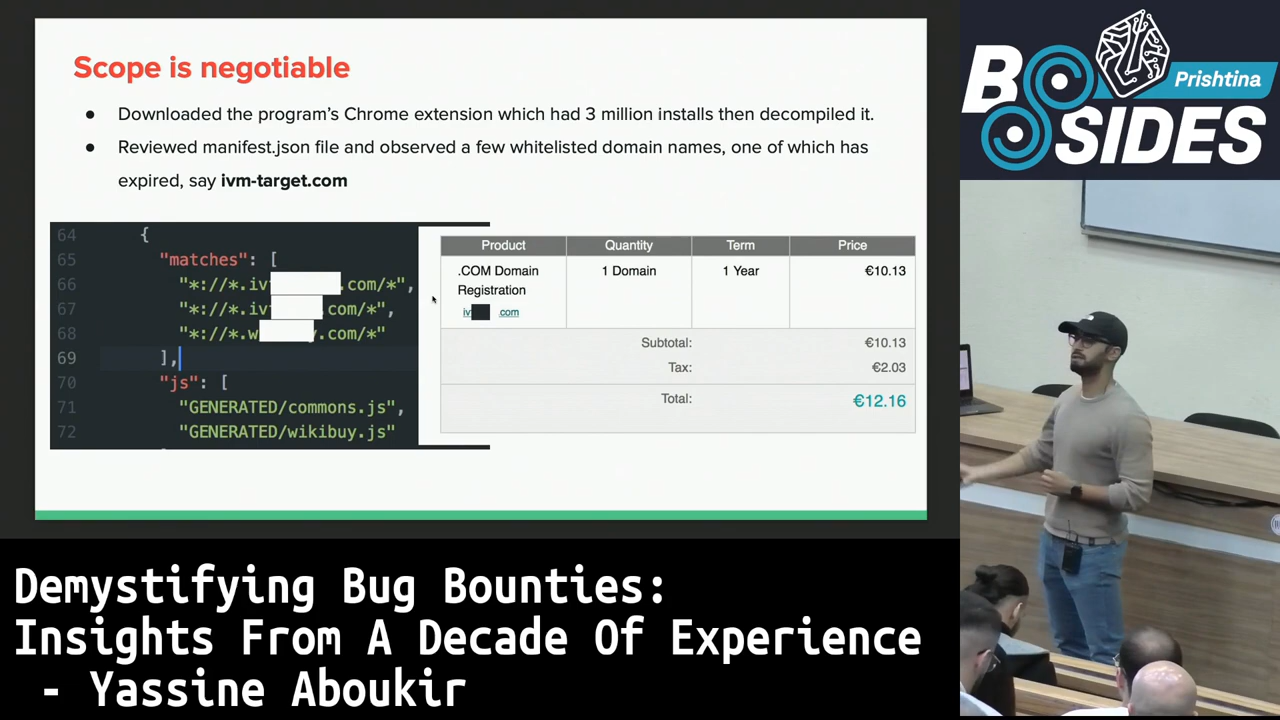 Scope is negotiable
● Downloaded the program's Chrome extension which had 3 million installs then decompiled it.
● Reviewed manifest.json file and observed a few whitelisted domain names, one of which has
expired, say ivm-target.com
64 {
65 "matches": [
66 "*://*.iv .com/*",
67 "*://*.iv .com/*",
68 "*://*.w .com/*"
69 ],
70 "js": [
71 "GENERATED/commons.js",
72 "GENERATED/wikibuy.js"
Product Quantity Term Price
.COM Domain 1 Domain 1 Year €10.13
Registration
iv .com
Subtotal: €10.13
Tax: €2.03
Total: €12.16
BSIDES
Prishtina
Demystifying Bug Bounties:
Insights From A Decade Of Experience
- Yassine Aboukir